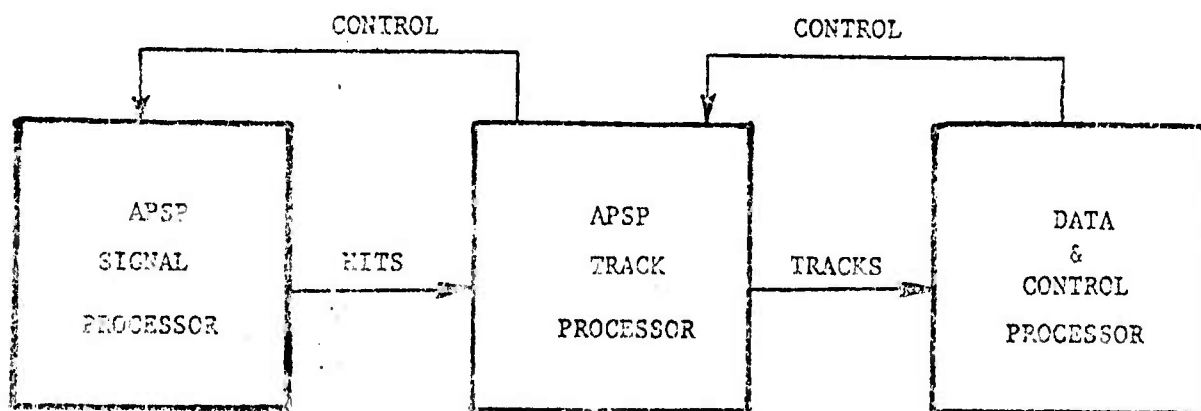 CONTROL
CONTROL
APSP
SIGNAL
PROCESSOR
HITS
APSP
TRACK
PROCESSOR
TRACKS
DATA
&
CONTROL
PROCESSOR